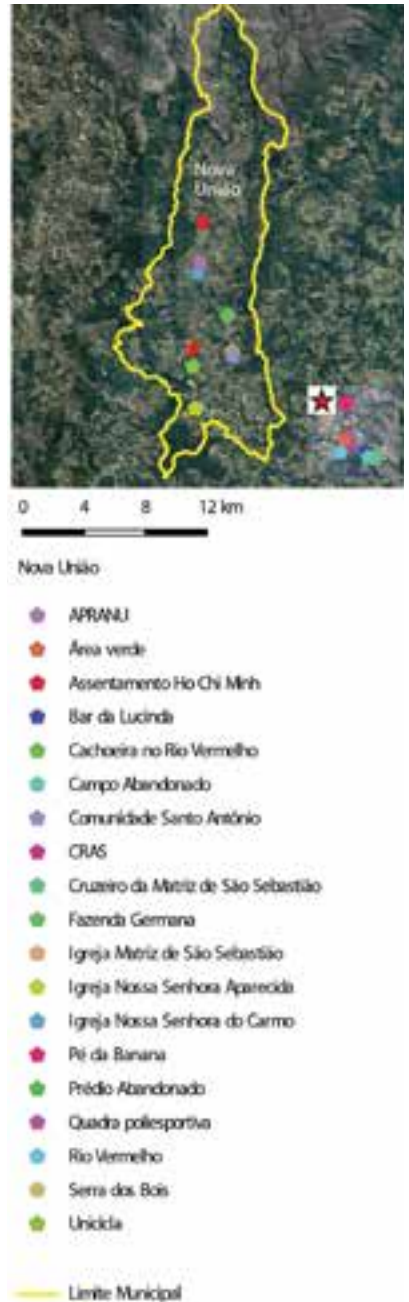 Nova
União
0 4 8 12 km
Nova União
APRANU
Área verde
Assentamento Ho Chi Minh
Bar da Lucinda
Cachoeira no Rio Vermelho
Campo Abandonado
Comunidade Santo Antônio
CRAS
Cruzeiro da Matriz de São Sebastião
Fazenda Germana
Igreja Matriz de São Sebastião
Igreja Nossa Senhora Aparecida
Igreja Nossa Senhora do Carmo
Pé da Banana
Prédio Abandonado
Quadra poliesportiva
Rio Vermelho
Serra dos Bois
Unicicla
Limite Municipal